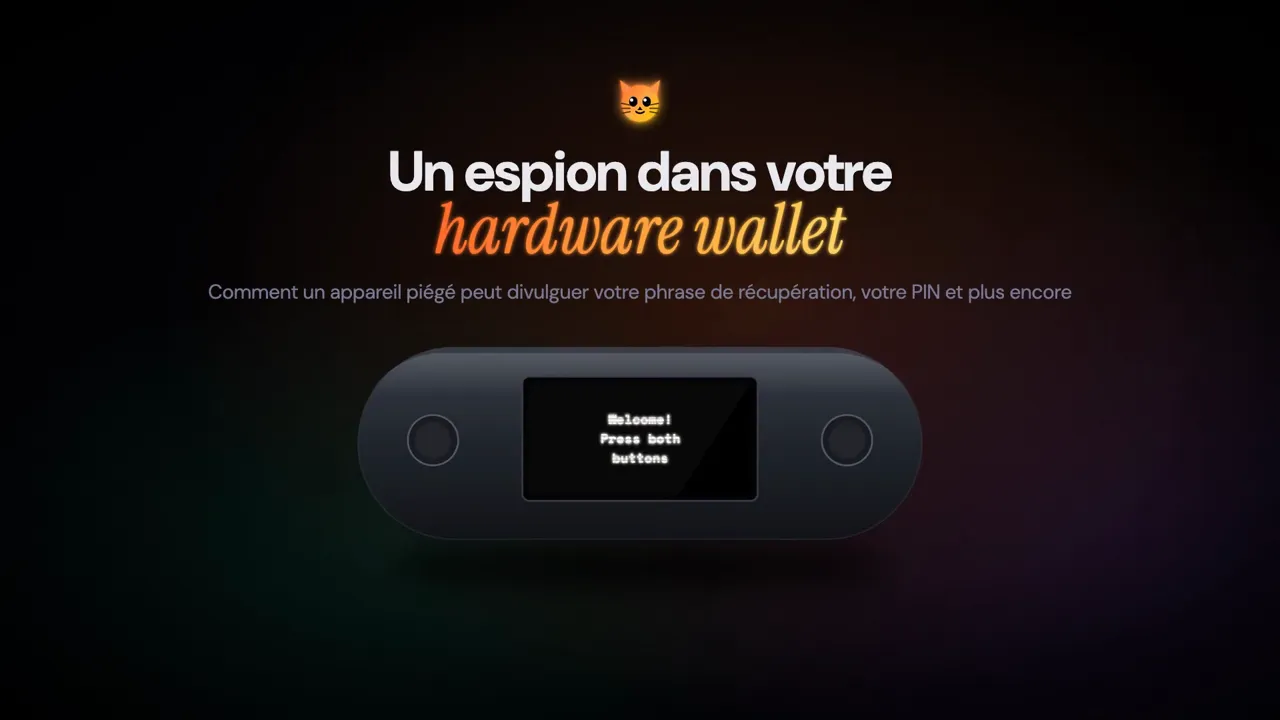 Un espion dans votre
hardware wallet
Comment un appareil piégé peut divulguer votre phrase de récupération, votre PIN et plus encore
Welcome!
Press both
buttons